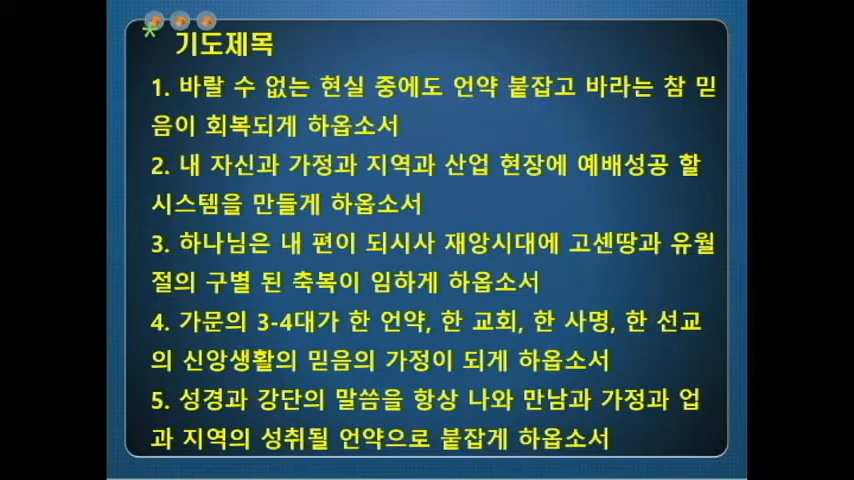 * 기도제목
1. 바랄 수 없는 현실 중에도 언약 붙잡고 바라는 참 믿
음이 회복되게 하옵소서
2. 내 자신과 가정과 지역과 산업 현장에 예배성공 할
시스템을 만들게 하옵소서
3. 하나님은 내 편이 되시사 재앙시대에 고센땅과 유월
절의 구별 된 축복이 임하게 하옵소서
4. 가문의 3-4대가 한 언약, 한 교회, 한 사명, 한 선교
의 신앙생활의 믿음의 가정이 되게 하옵소서
5. 성경과 강단의 말씀을 항상 나와 만남과 가정과 업
과 지역의 성취될 언약으로 붙잡게 하옵소서